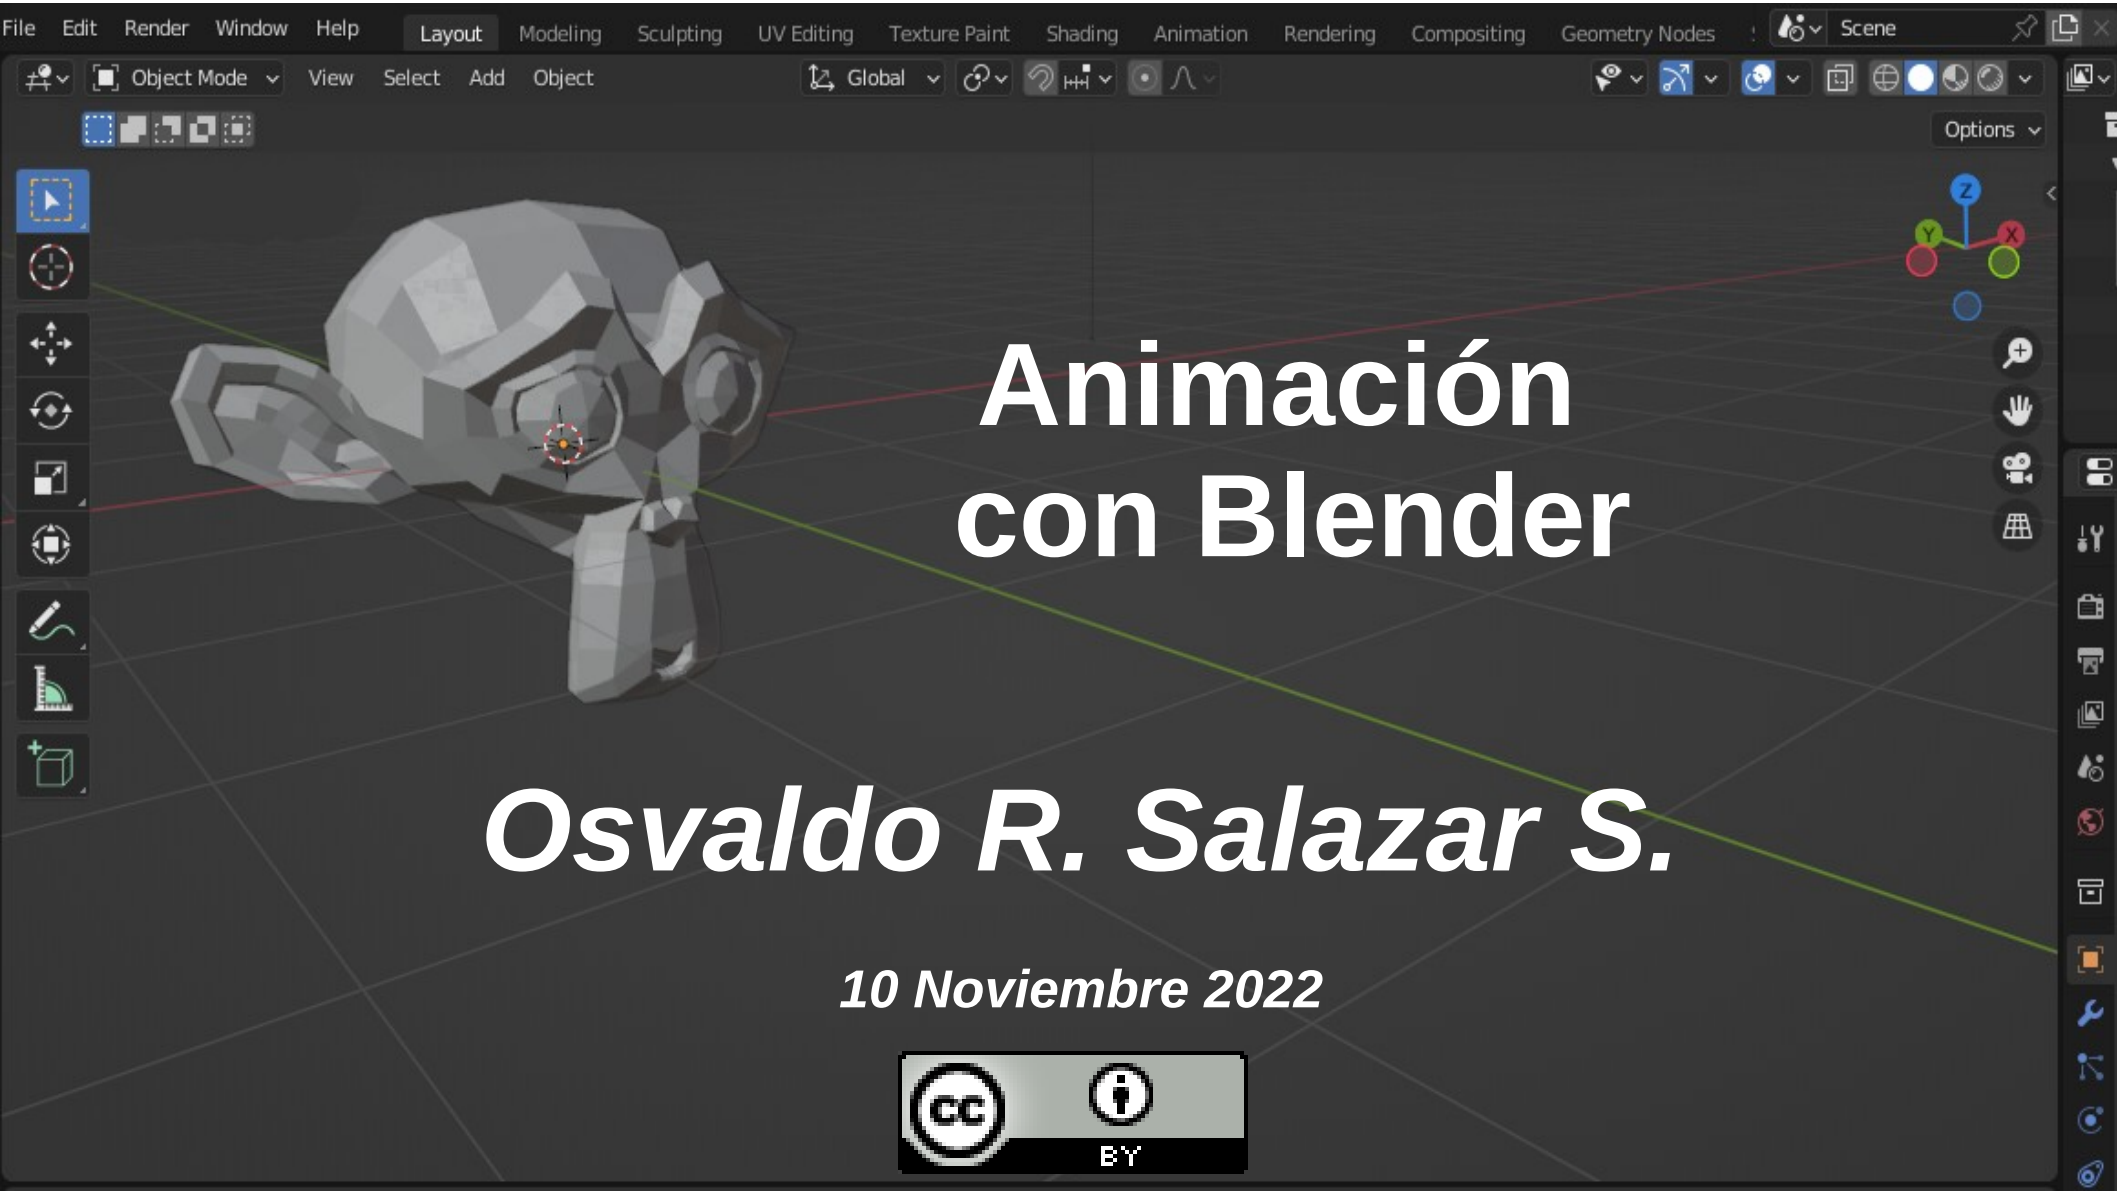 File Edit Render Window Help Layout Modeling Sculpting UV Editing Texture Paint Shading Animation Rendering Compositing Geometry Nodes Scene
Object Mode View Select Add Object Global
Options
Z
Y X
Animación
con Blender
Osvaldo R. Salazar S.
10 Noviembre 2022
cc
BY